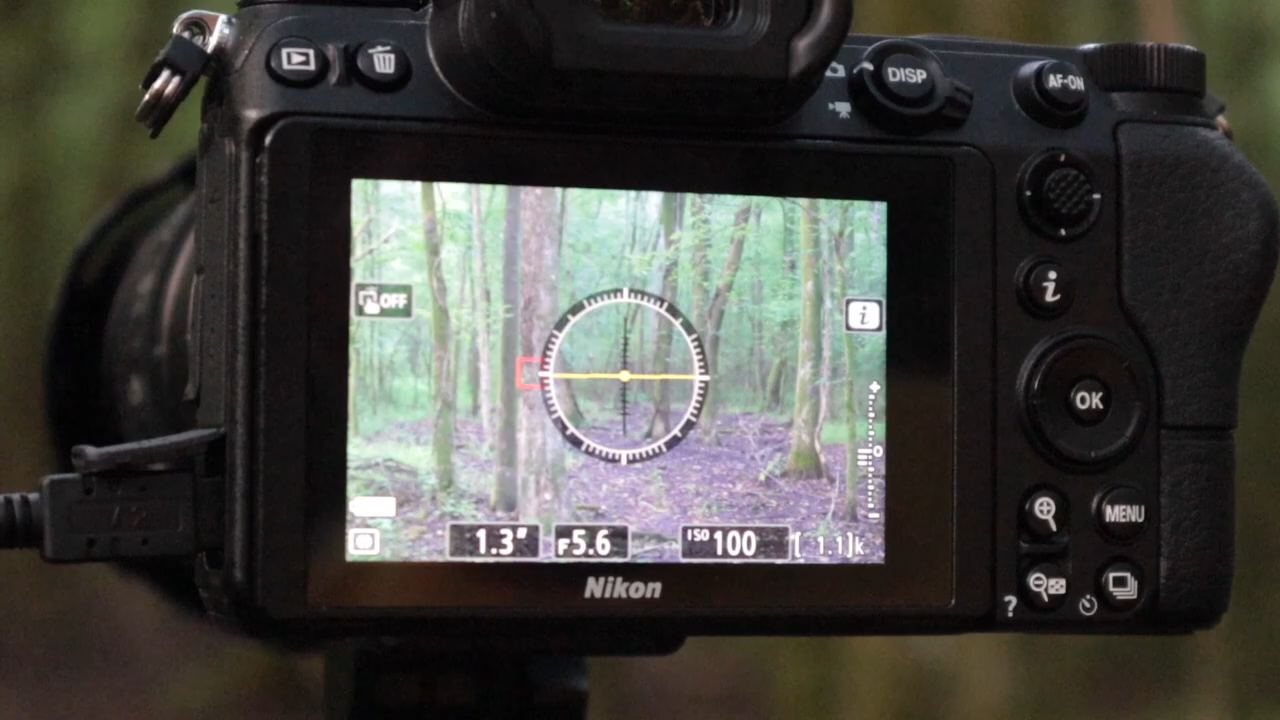 DISP
AF-ON
OFF
i
i
OK
1.3" F5.6 ISO 100 [ 1.1]k
MENU
Nikon
?